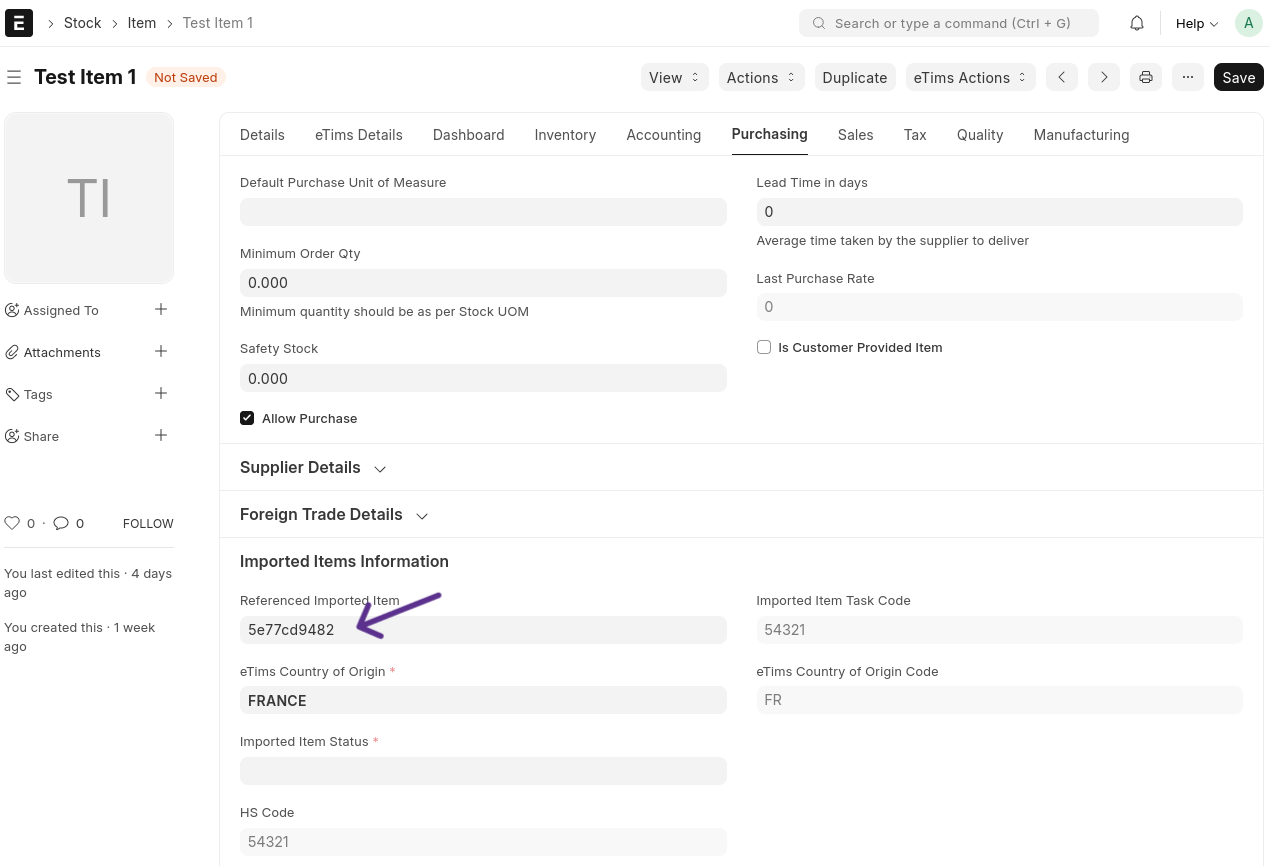 E Stock Item Test Item 1 Search or type a command (Ctrl + G) Help A
Test Item 1 Not Saved View Actions Duplicate eTims Actions ... Save
TI
Assigned To
Attachments
Tags
Share
0 · 0 FOLLOW
You last edited this · 4 days
ago
You created this · 1 week
ago
Details eTims Details Dashboard Inventory Accounting Purchasing Sales Tax Quality Manufacturing
Default Purchase Unit of Measure
Minimum Order Qty
0.000
Minimum quantity should be as per Stock UOM
Safety Stock
0.000
Allow Purchase
Lead Time in days
0
Average time taken by the supplier to deliver
Last Purchase Rate
0
Is Customer Provided Item
Supplier Details
Foreign Trade Details
Imported Items Information
Referenced Imported Item
5e77cd9482
eTims Country of Origin *
FRANCE
Imported Item Status *
HS Code
54321
Imported Item Task Code
54321
eTims Country of Origin Code
FR